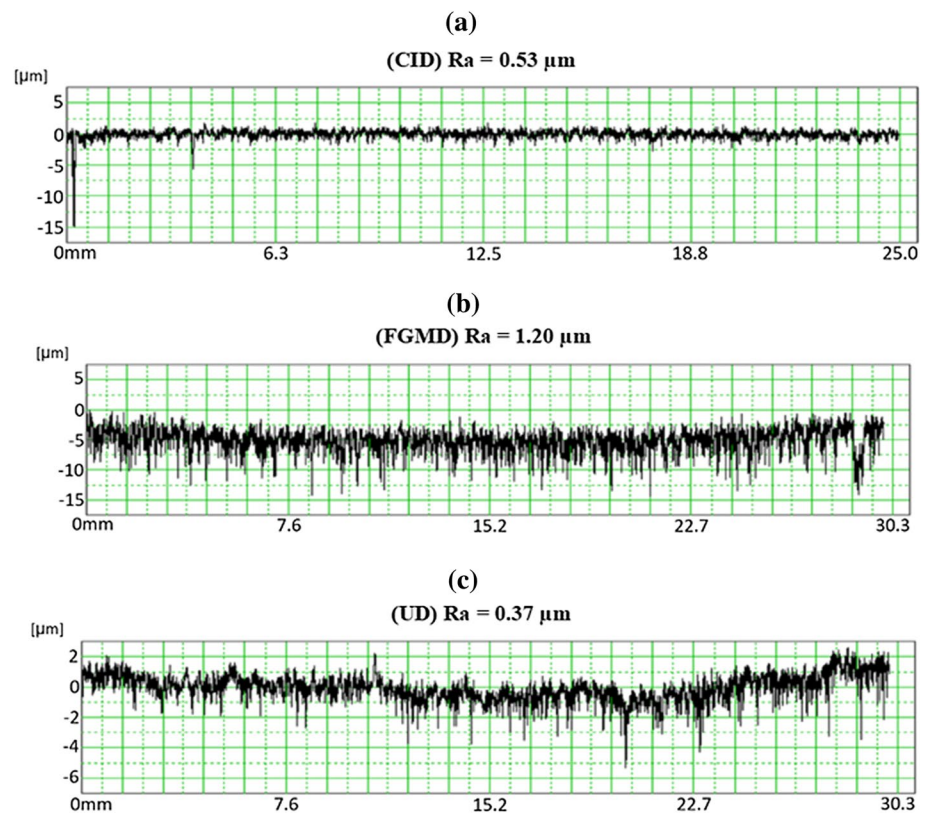 (a)
(CID) Ra = 0.53 µm
[µm]
5
0
-5
-10
-15
0mm 6.3 12.5 18.8 25.0
(b)
(FGMD) Ra = 1.20 µm
[µm]
5
0
-5
-10
-15
0mm 7.6 15.2 22.7 30.3
(c)
(UD) Ra = 0.37 µm
[µm]
2
0
-2
-4
-6
0mm 7.6 15.2 22.7 30.3